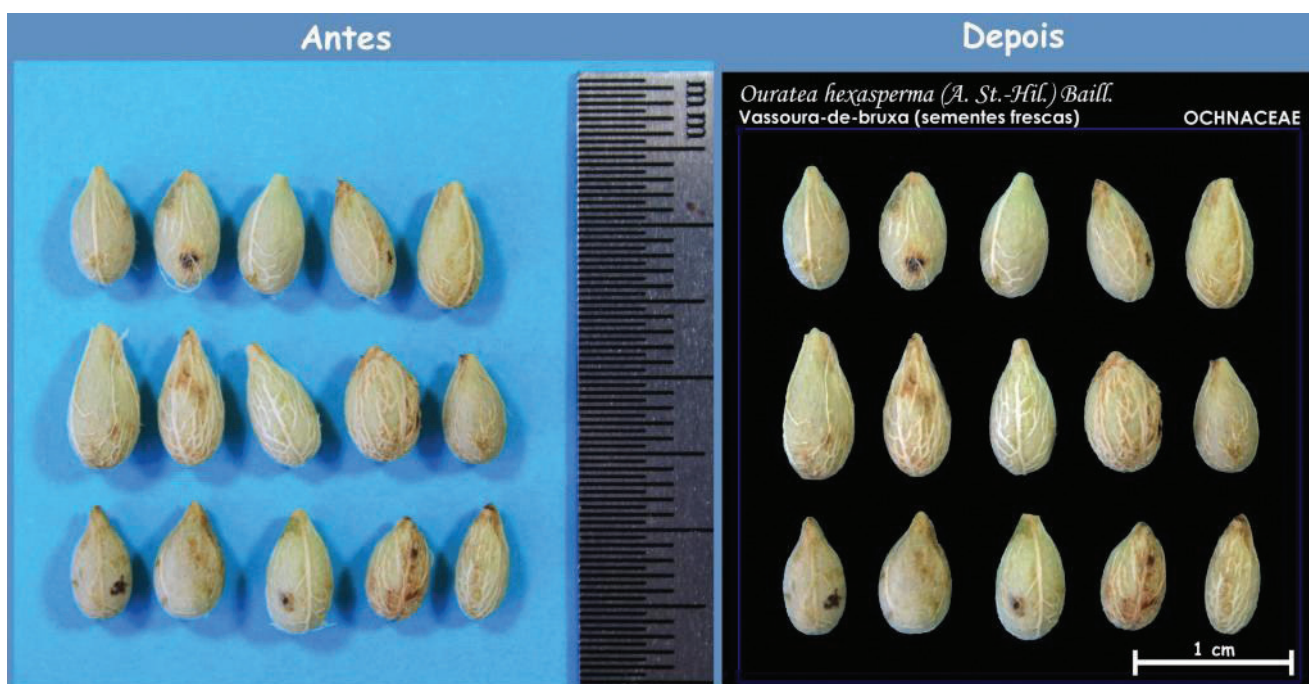 Antes
mm
Depois
Ouratea hexasperma (A. St.-Hil.) Baill.
Vassoura-de-bruxa (sementes frescas)
OCHNACEAE
1 cm